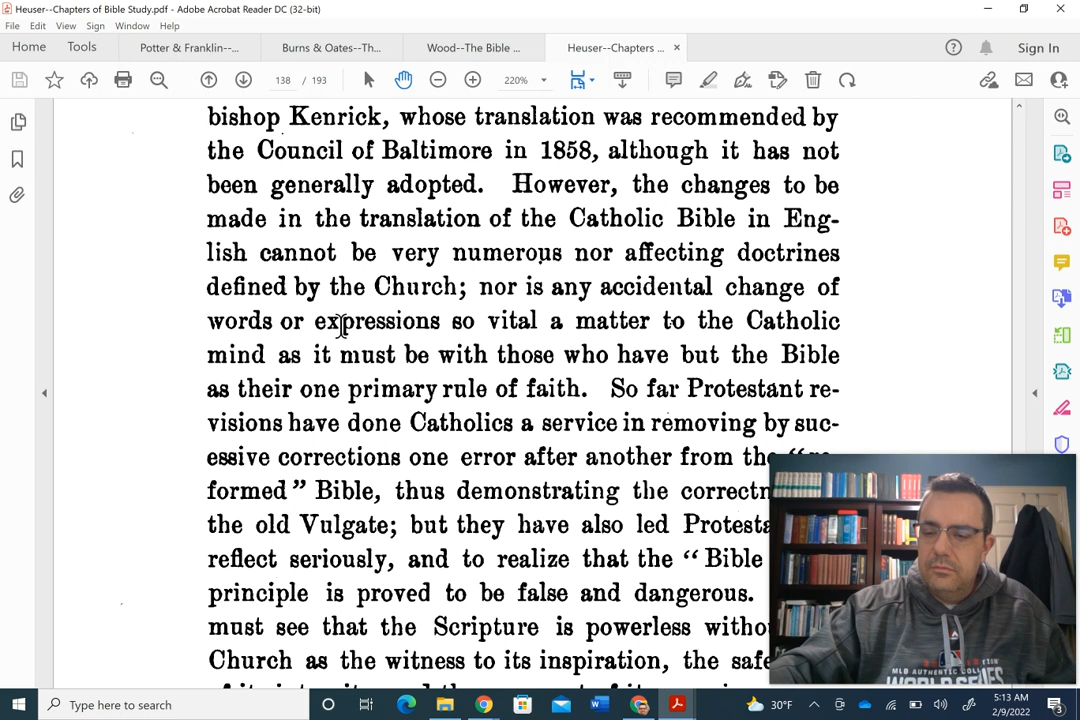 Heuser--Chapters of Bible Study.pdf - Adobe Acrobat Reader DC (32-bit)
File Edit View Sign Window Help
Home Tools Potter & Franklin--... Burns & Oates--Th... Wood--The Bible ... Heuser--Chapters ... × Sign In
138 / 193 220%
bishop Kenrick, whose translation was recommended by
the Council of Baltimore in 1858, although it has not
been generally adopted. However, the changes to be
made in the translation of the Catholic Bible in Eng-
lish cannot be very numerous nor affecting doctrines
defined by the Church; nor is any accidental change of
words or expressions so vital a matter to the Catholic
mind as it must be with those who have but the Bible
as their one primary rule of faith. So far Protestant re-
visions have done Catholics a service in removing by suc-
essive corrections one error after another from the
formed” Bible, thus demonstrating the
the old Vulgate; but they have also led
reflect seriously, and to realize that the “Bible
principle is proved to be false and dangerous.
must see that the Scripture is powerless
Church as the witness to its inspiration, the
MLB AUTHENTIC
WORLD SERIES
Type here to search
30°F
5:13 AM
2/9/2022
3